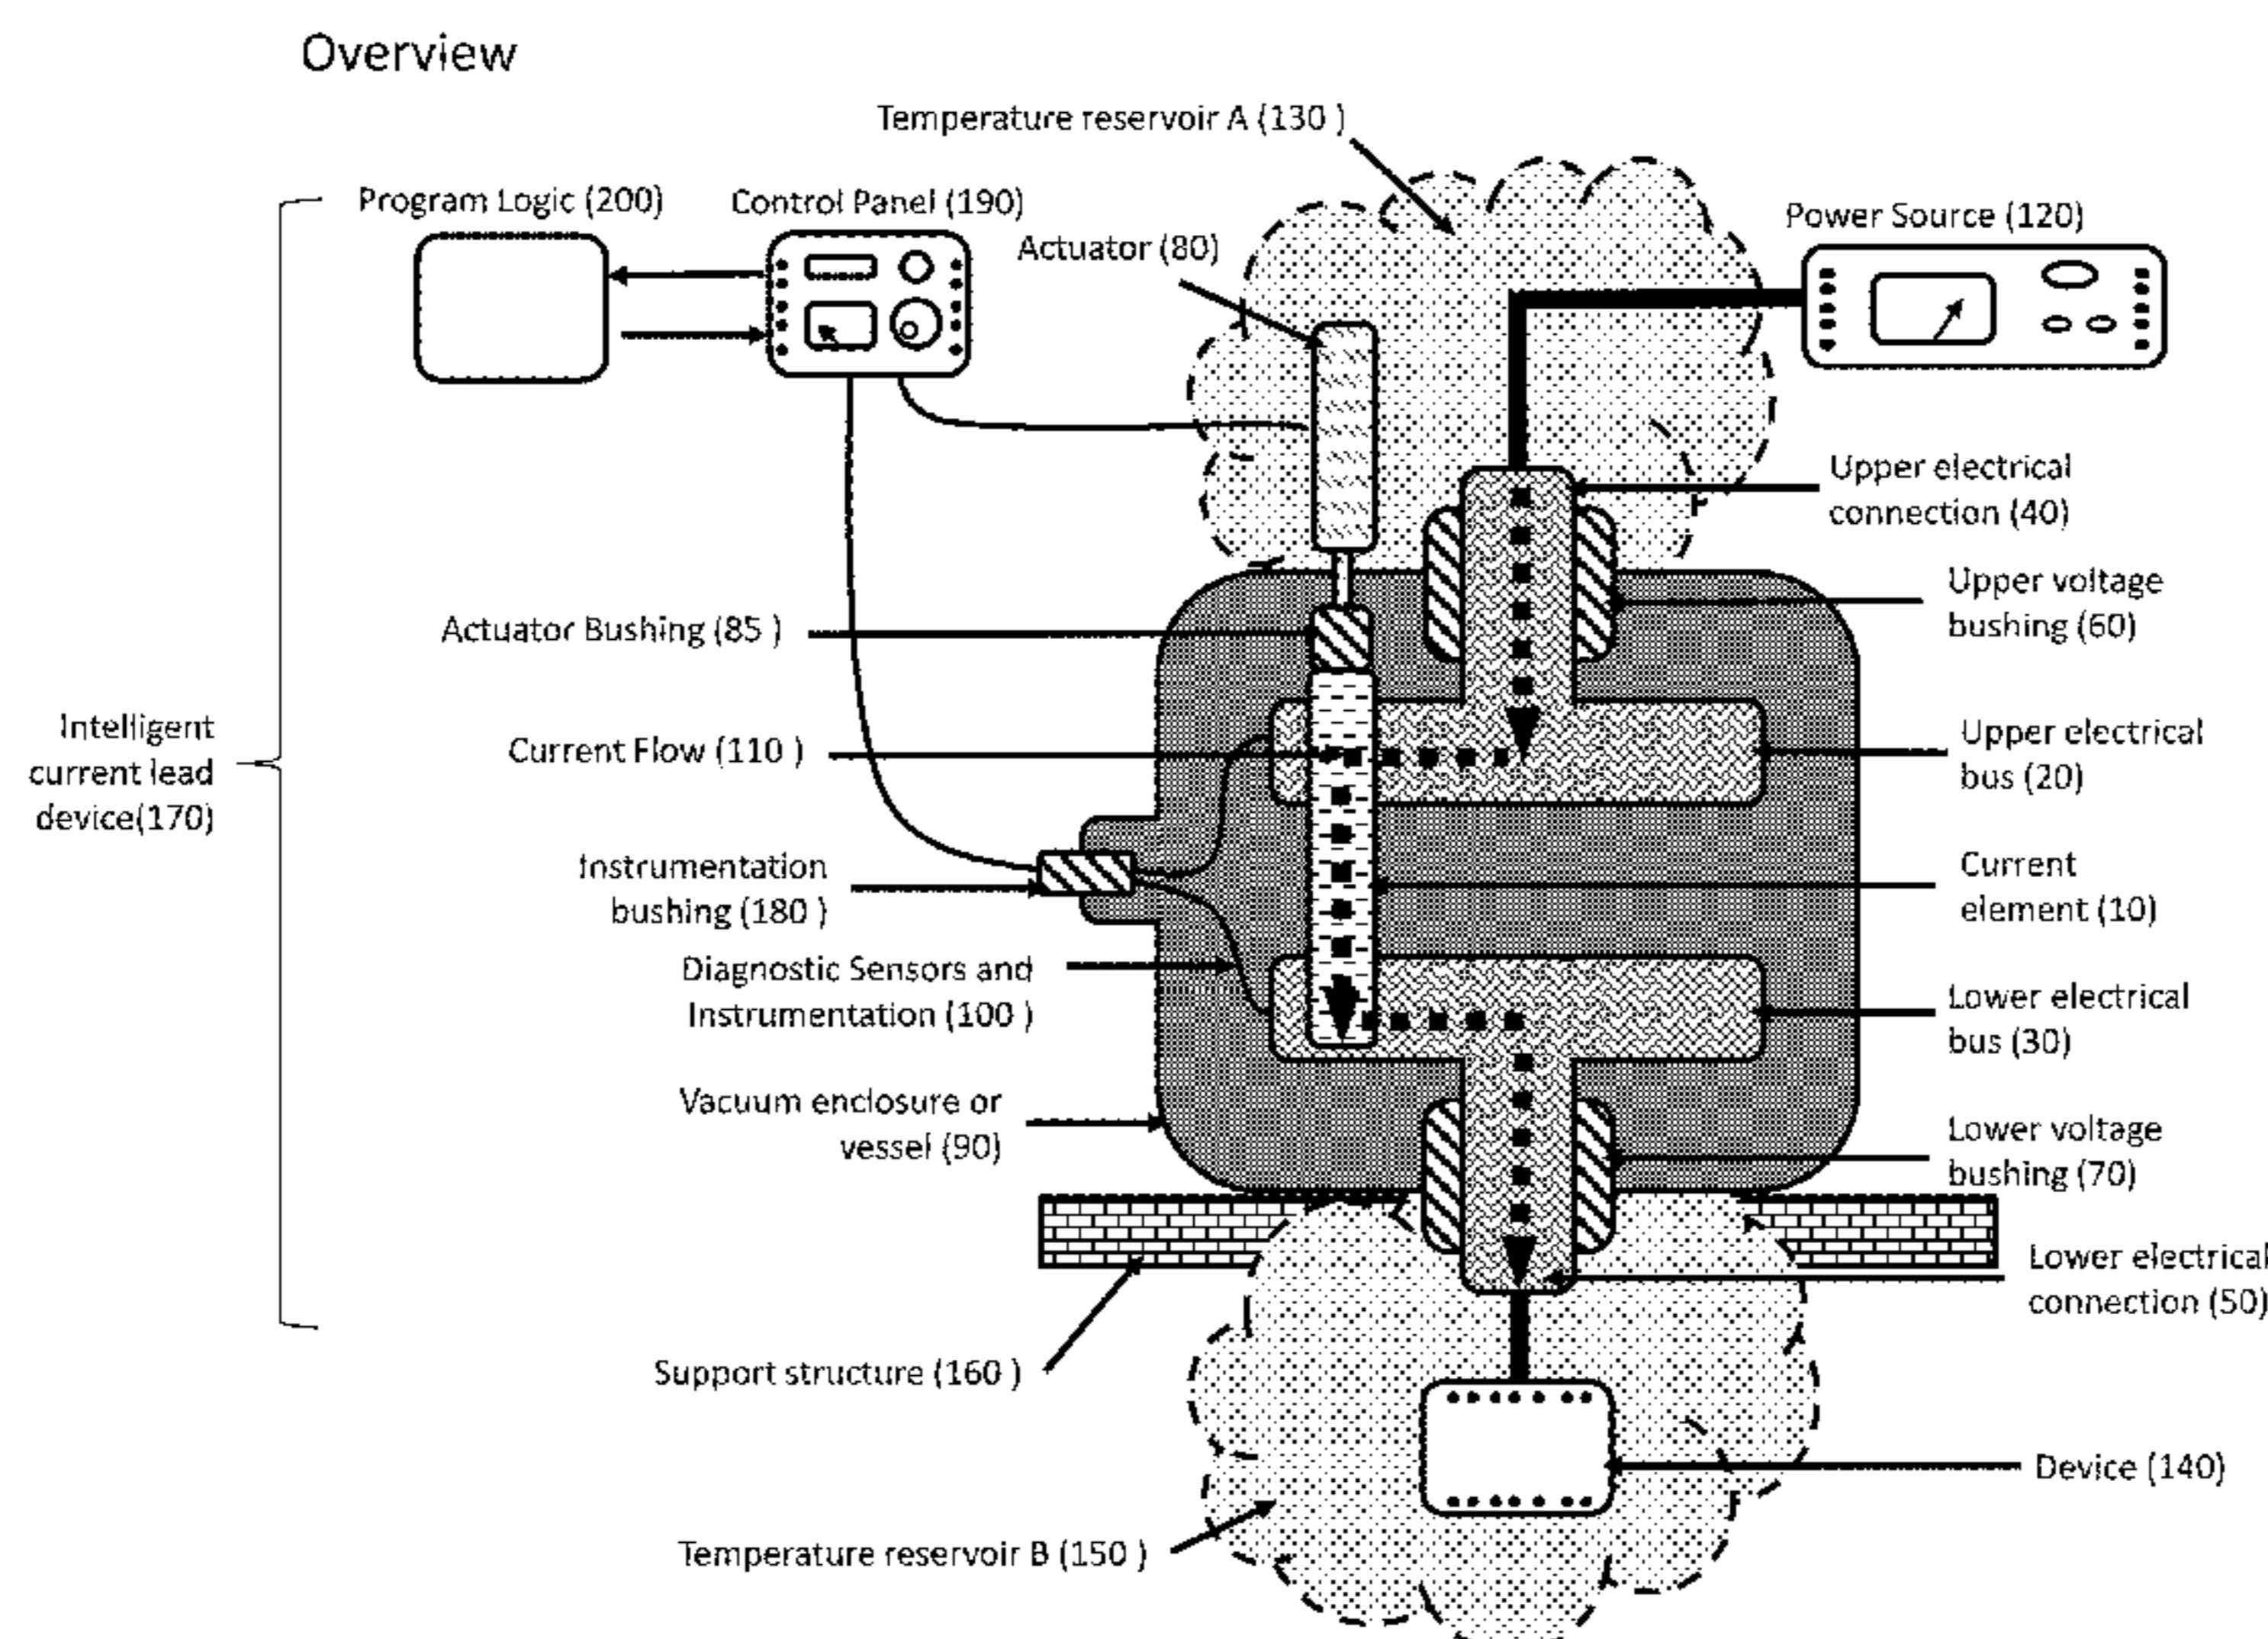 Overview
Temperature reservoir A (130 )
Program Logic (200)
Control Panel (190)
Actuator (80)
Power Source (120)
Upper electrical
connection (40)
Upper voltage
bushing (60)
Actuator Bushing (85 )
Intelligent
current lead
device(170)
Current Flow (110 )
Upper electrical
bus (20)
Instrumentation
bushing (180 )
Current
element (10)
Diagnostic Sensors and
Instrumentation (100 )
Lower electrical
bus (30)
Vacuum enclosure or
vessel (90)
Lower voltage
bushing (70)
Lower electrical
connection (50)
Support structure (160 )
Device (140)
Temperature reservoir B (150 )